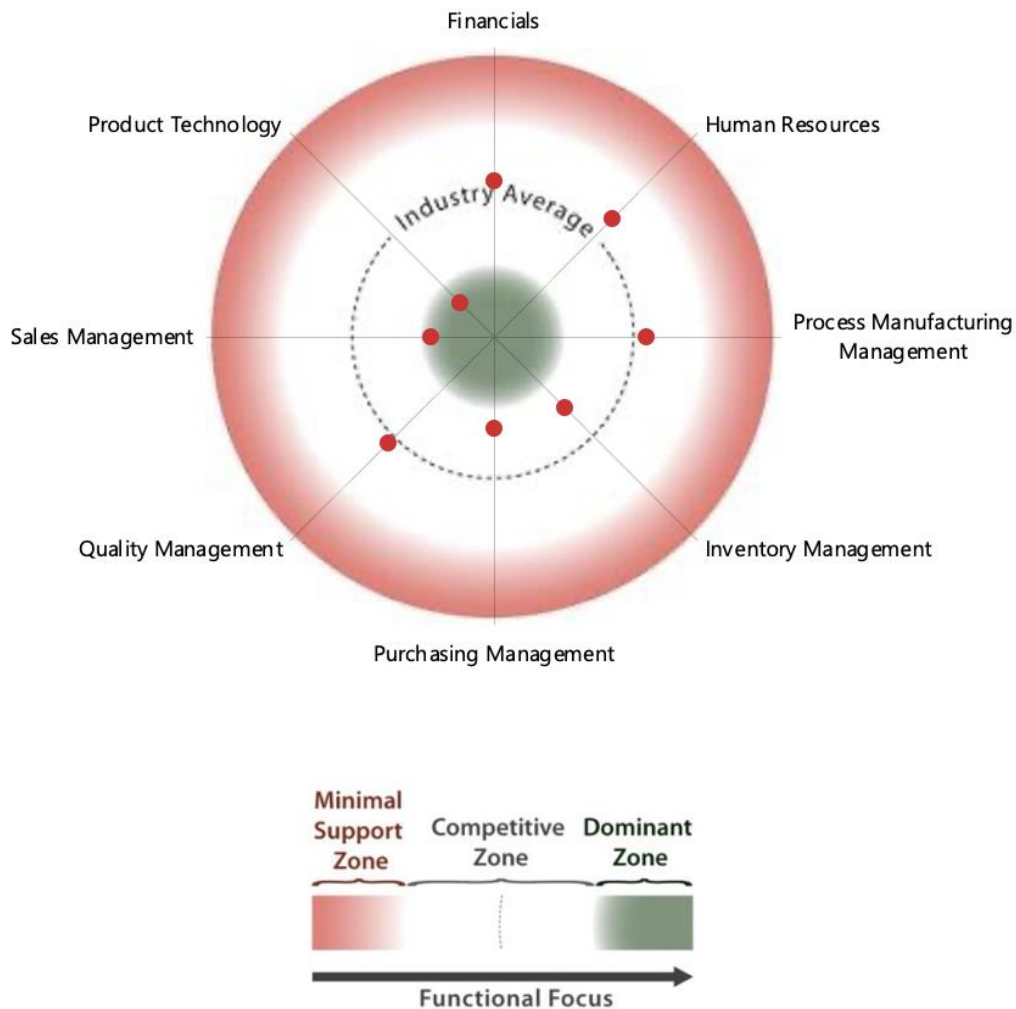 Financials
Product Technology
Human Resources
Industry Average
Sales Management
Process Manufacturing
Management
Quality Management
Inventory Management
Purchasing Management
Minimal
Support
Zone
Competitive
Zone
Dominant
Zone
Functional Focus